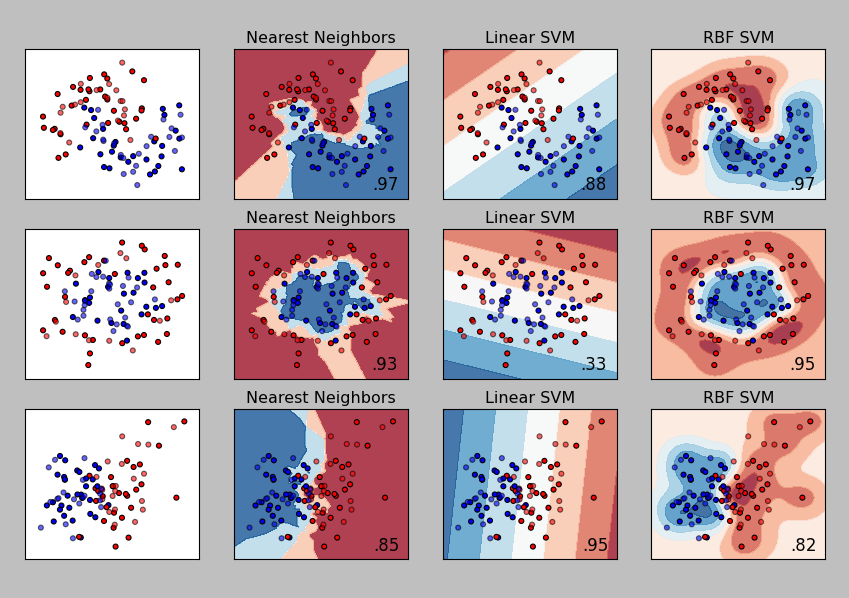 Nearest Neighbors
Linear SVM
RBF SVM
.97
.88
.97
Nearest Neighbors
Linear SVM
RBF SVM
.93
.33
.95
Nearest Neighbors
Linear SVM
RBF SVM
.85
.95
.82